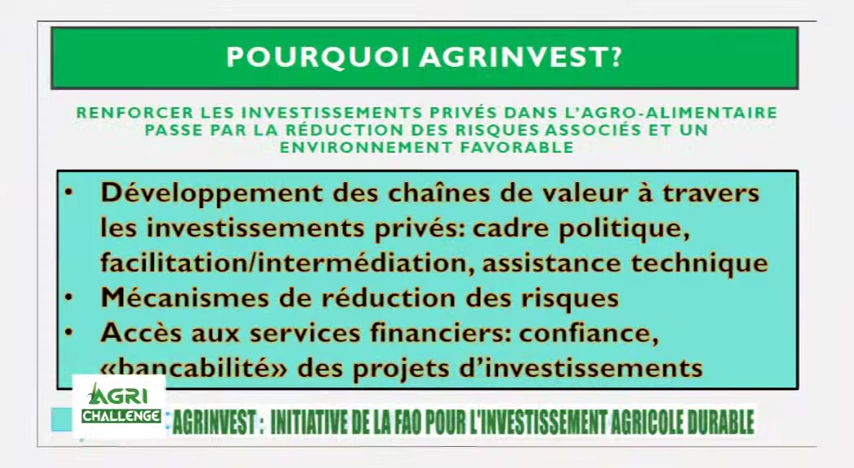 POURQUOI AGRINVEST?
RENFORCER LES INVESTISSEMENTS PRIVÉS DANS L'AGRO-ALIMENTAIRE
PASSE PAR LA RÉDUCTION DES RISQUES ASSOCIÉS ET UN
ENVIRONNEMENT FAVORABLE
• Développement des chaînes de valeur à travers
les investissements privés: cadre politique,
facilitation/intermédiation, assistance technique
• Mécanismes de réduction des risques
• Accès aux services financiers: confiance,
«bancabilité» des projets d'investissements
AGRI
CHALLENGE
AGRINVEST : INITIATIVE DE LA FAO POUR L'INVESTISSEMENT AGRICOLE DURABLE